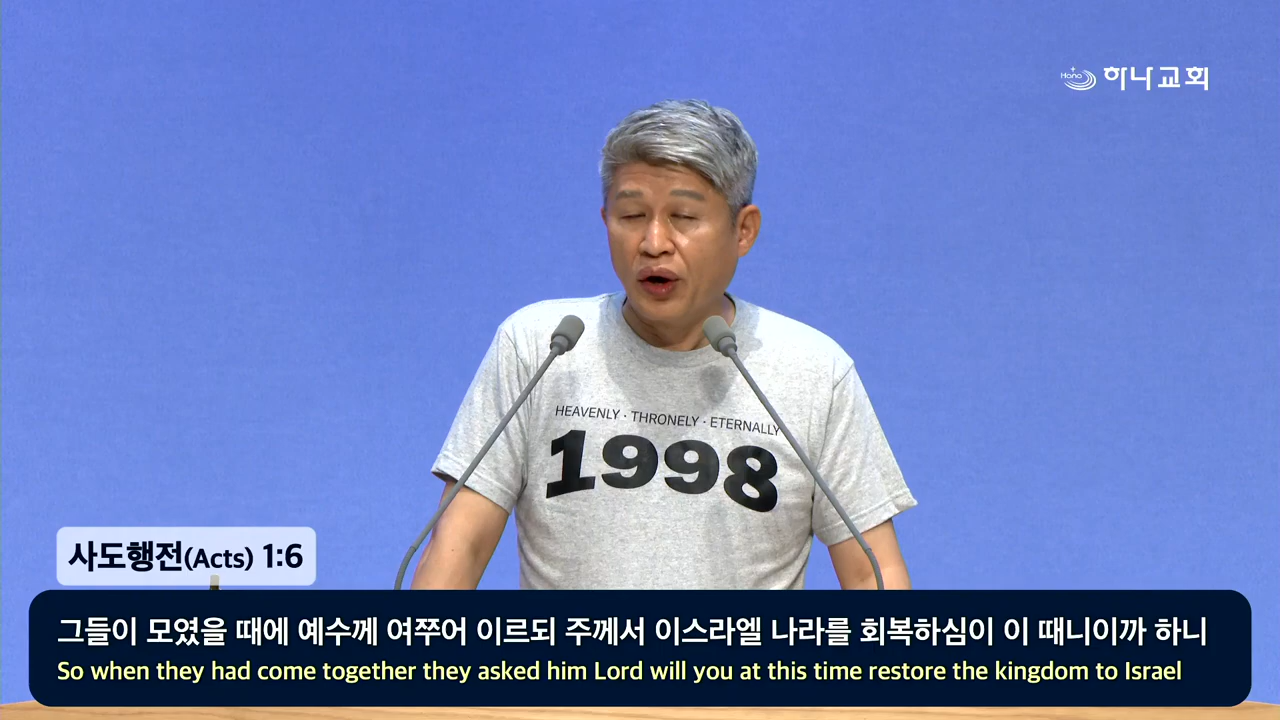 Hana 하나교회
HEAVENLY · THRONELY · ETERNALLY
1998
사도행전(Acts) 1:6
그들이 모였을 때에 예수께 여쭈어 이르되 주께서 이스라엘 나라를 회복하심이 이 때니이까 하니
So when they had come together they asked him Lord will you at this time restore the kingdom to Israel